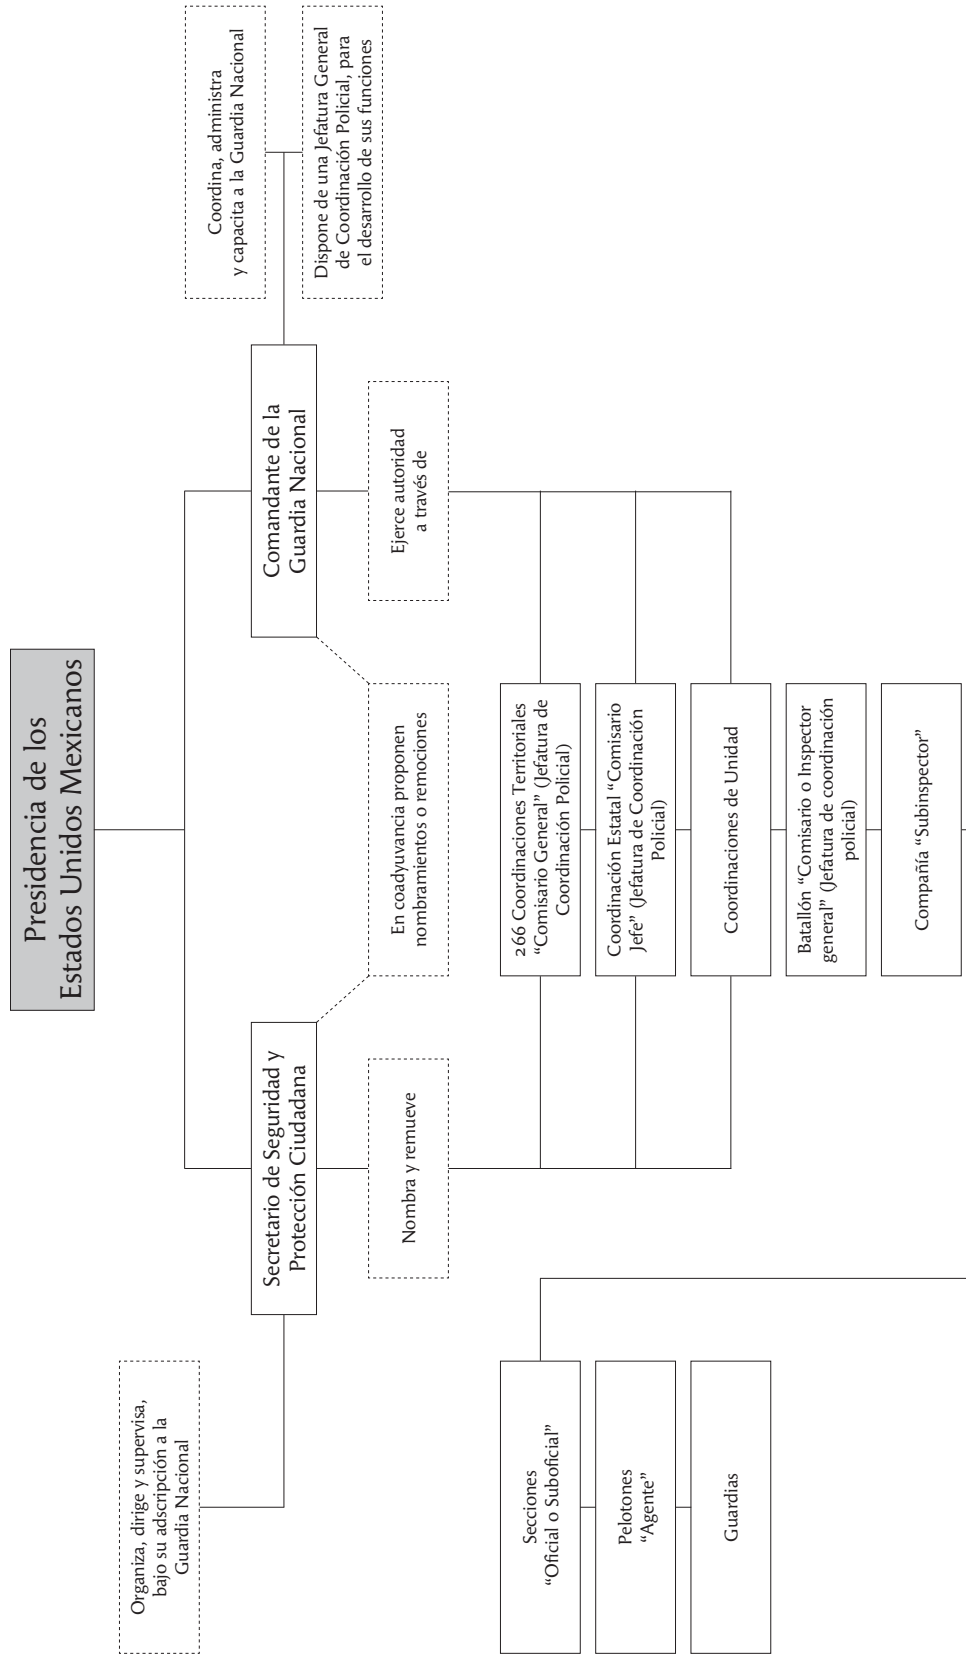 Presidencia de los
Estados Unidos Mexicanos
Organiza, dirige y supervisa,
bajo su adscripción a la
Guardia Nacional
Secretario de Seguridad y
Protección Ciudadana
Comandante de la
Guardia Nacional
Coordina, administra
y capacita a la Guardia Nacional
Dispone de una Jefatura General
de Coordinación Policial, para
el desarrollo de sus funciones
Nombra y remueve
En coadyuvancia proponen
nombramientos o remociones
Ejerce autoridad
a través de
266 Coordinaciones Territoriales
“Comisario General” (Jefatura de
Coordinación Policial)
Coordinación Estatal “Comisario
Jefe” (Jefatura de Coordinación
Policial)
Coordinaciones de Unidad
Batallón “Comisario o Inspector
general” (Jefatura de coordinación
policial)
Compañía “Subinspector”
Secciones
“Oficial o Suboficial”
Pelotones
“Agente”
Guardias